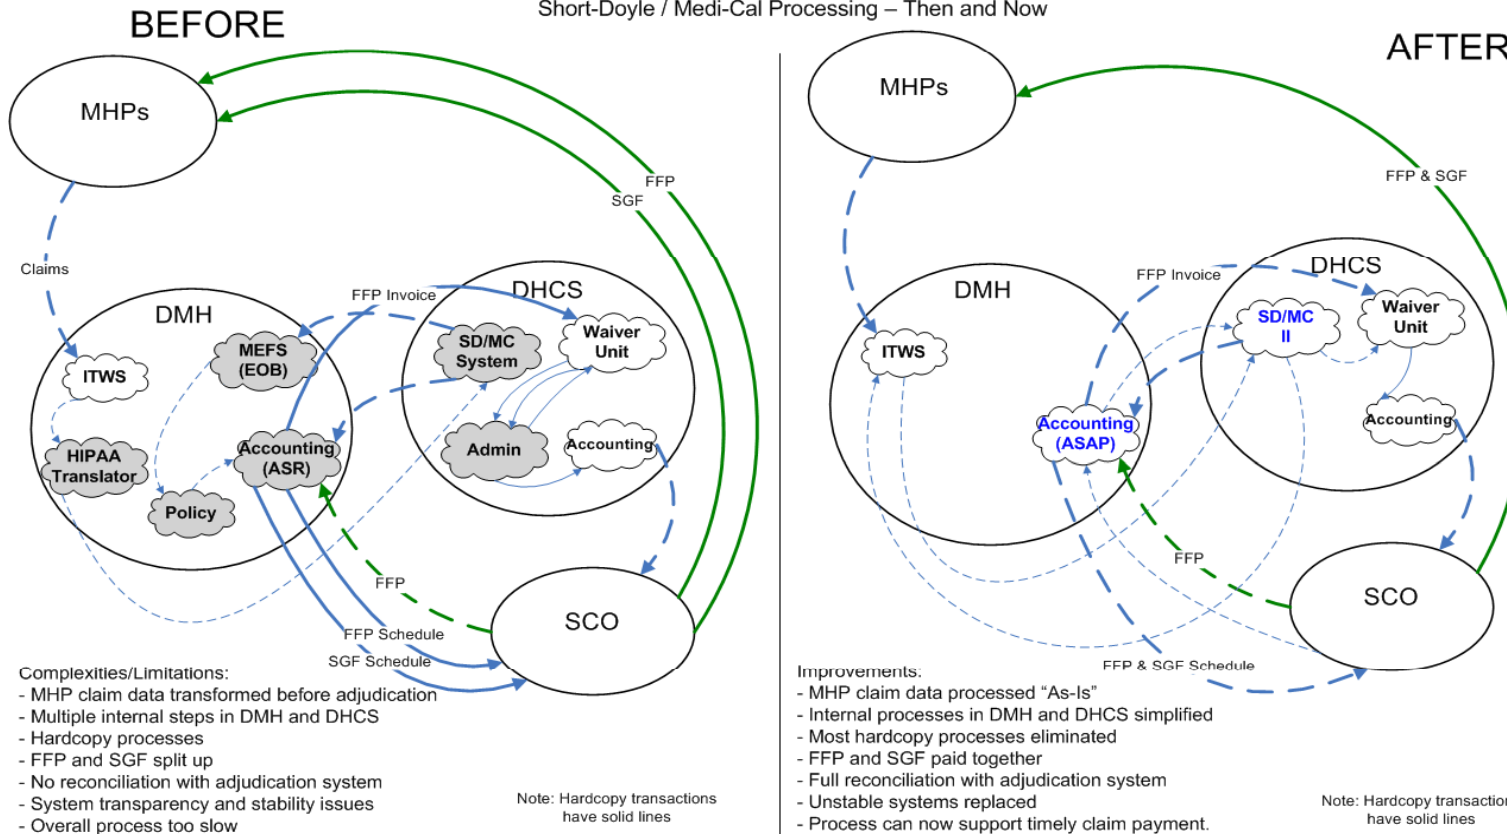 Short-Doyle / Medi-Cal Processing – Then and Now
BEFORE
MHPs
FFP
SGF
Claims
DMH
FFP Invoice
DHCS
MEFS
(EOB)
SD/MC
System
Waiver
Unit
ITWS
HIPAA
Translator
Accounting
(ASR)
Policy
Admin
Accounting
FFP
SCO
FFP Schedule
SGF Schedule
Complexities/Limitations:
- MHP claim data transformed before adjudication
- Multiple internal steps in DMH and DHCS
- Hardcopy processes
- FFP and SGF split up
- No reconciliation with adjudication system
- System transparency and stability issues
- Overall process too slow
Note: Hardcopy transactions
have solid lines
AFTER
MHPs
FFP & SGF
DMH
FFP Invoice
DHCS
SD/MC
II
Waiver
Unit
ITWS
Accounting
(ASAP)
Accounting
FFP
SCO
FFP & SGF Schedule
Improvements:
- MHP claim data processed “As-Is”
- Internal processes in DMH and DHCS simplified
- Most hardcopy processes eliminated
- FFP and SGF paid together
- Full reconciliation with adjudication system
- Unstable systems replaced
- Process can now support timely claim payment.
Note: Hardcopy transaction
have solid lines